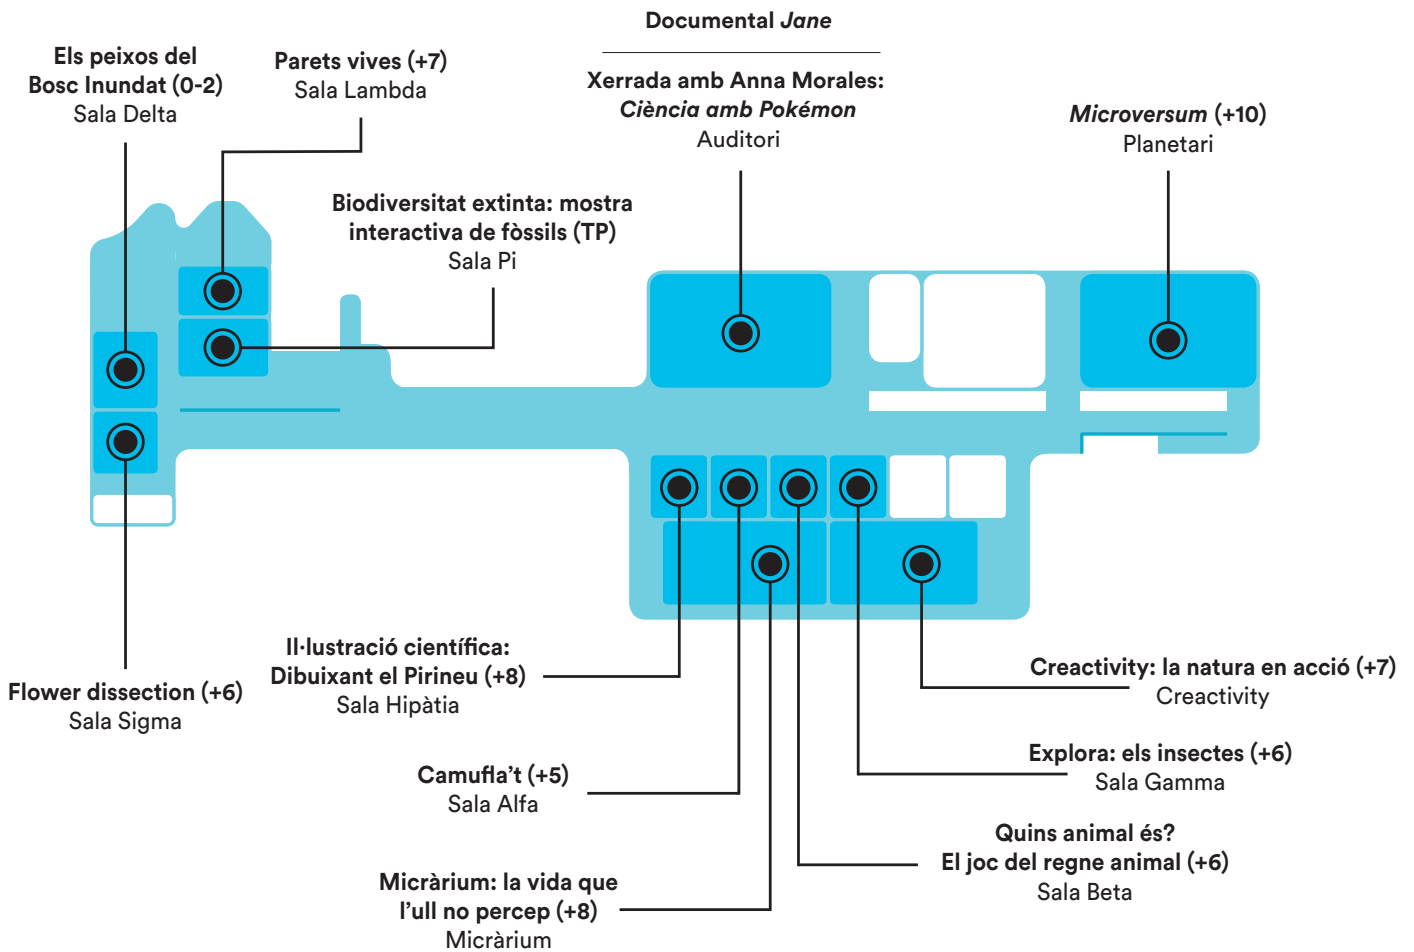 Documental Jane
Xerrada amb Anna Morales:
Ciència amb Pokémon
Auditori
Els peixos del
Bosc Inundat (0-2)
Sala Delta
Parets vives (+7)
Sala Lambda
Microversum (+10)
Planetari
Biodiversitat extinta: mostra
interactiva de fòssils (TP)
Sala Pi
Flower dissection (+6)
Sala Sigma
Il·lustració científica:
Dibuixant el Pirineu (+8)
Sala Hipàtia
Creactivity: la natura en acció (+7)
Creactivity
Camufla’t (+5)
Sala Alfa
Explora: els insectes (+6)
Sala Gamma
Quins animal és?
El joc del regne animal (+6)
Sala Beta
Micràrium: la vida que
l’ull no percep (+8)
Micràrium